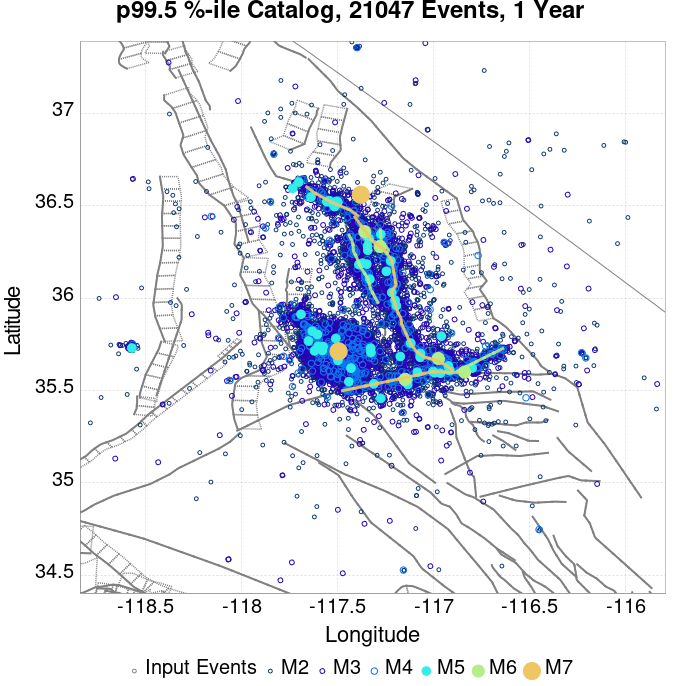 p99.5 %-ile Catalog, 21047 Events, 1 Year
37
36.5
36
35.5
35
34.5
Latitude
-118.5 -118 -117.5 -117 -116.5 -116
Longitude
Input Events M2 M3 M4 M5 M6 M7